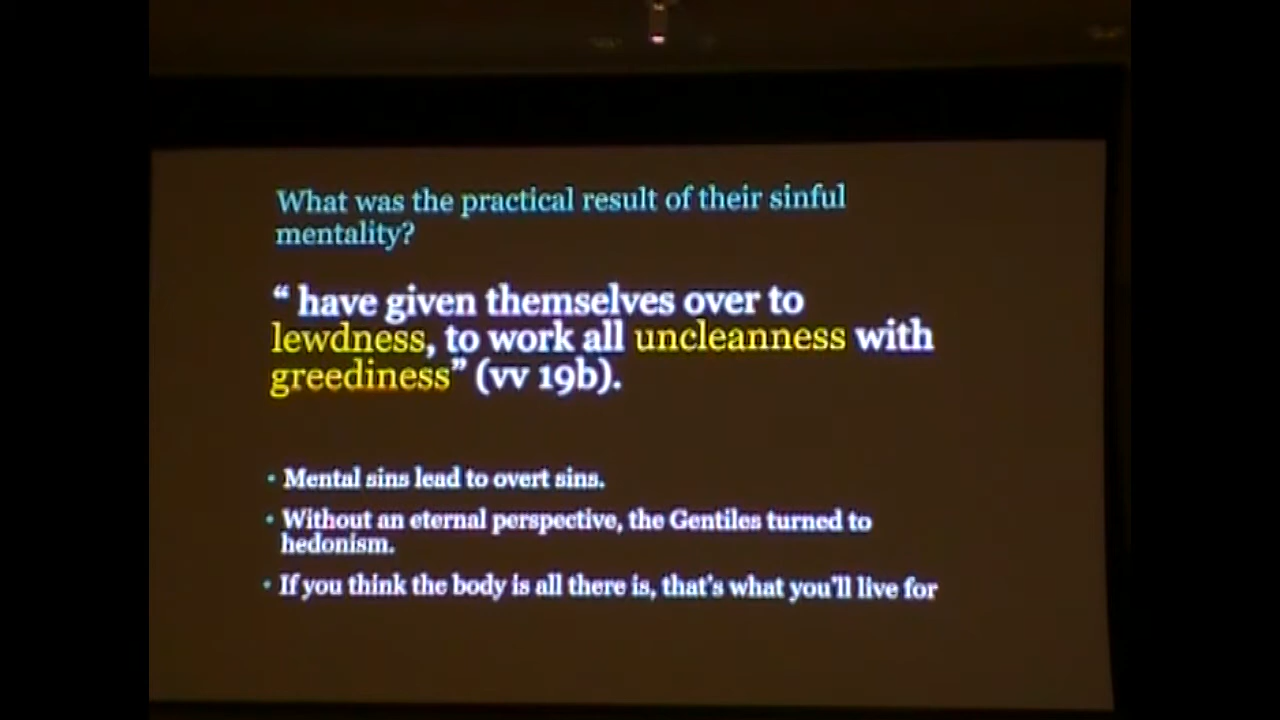 What was the practical result of their sinful
mentality?
“ have given themselves over to
lewdness, to work all uncleanness with
greediness” (vv 19b).
• Mental sins lead to overt sins.
• Without an eternal perspective, the Gentiles turned to
hedonism.
• If you think the body is all there is, that’s what you’ll live for